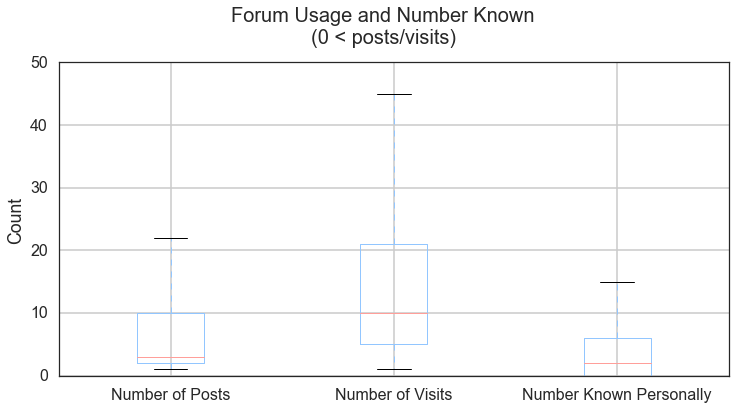 Forum Usage and Number Known
(0 < posts/visits)
50
40
30
20
10
0
Count
Number of Posts
Number of Visits
Number Known Personally